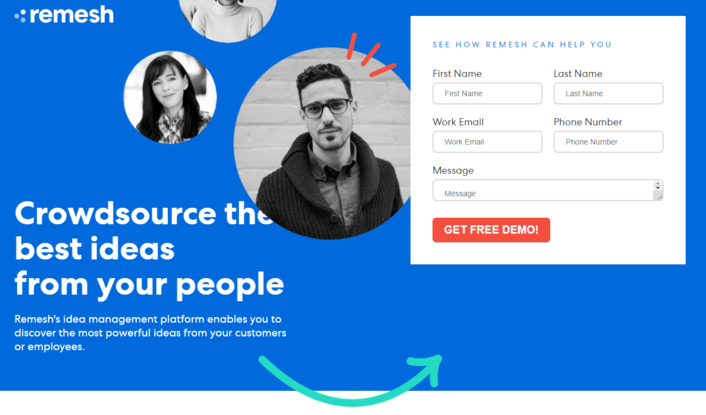 remesh
SEE HOW REMESH CAN HELP YOU
First Name Last Name
First Name Last Name
Work Email Phone Number
Work Email Phone Number
Message
Message
GET FREE DEMO!
Crowdsource the
best ideas
from your people
Remesh's idea management platform enables you to
discover the most powerful ideas from your customers
or employees.